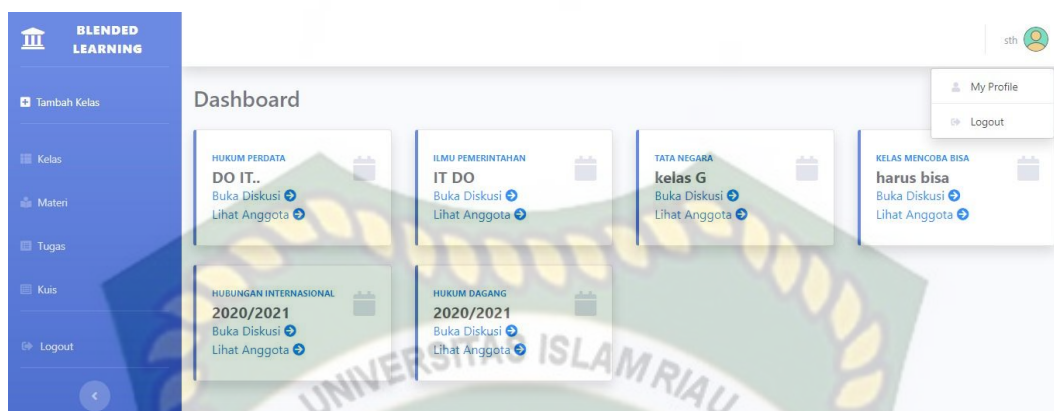 BLENDED
LEARNING
sth
My Profile
Logout
Tambah Kelas
Kelas
Materi
Tugas
Kuis
Logout
Dashboard
HUKUM PERDATA
DO IT..
Buka Diskusi
Lihat Anggota
ILMU PEMERINTAHAN
IT DO
Buka Diskusi
Lihat Anggota
TATA NEGARA
kelas G
Buka Diskusi
Lihat Anggota
KELAS MENCOBA BISA
harus bisa
Buka Diskusi
Lihat Anggota
HUBUNGAN INTERNASIONAL
2020/2021
Buka Diskusi
Lihat Anggota
HUKUM DAGANG
2020/2021
Buka Diskusi
Lihat Anggota
UNIVERSITAS ISLAM RIAU